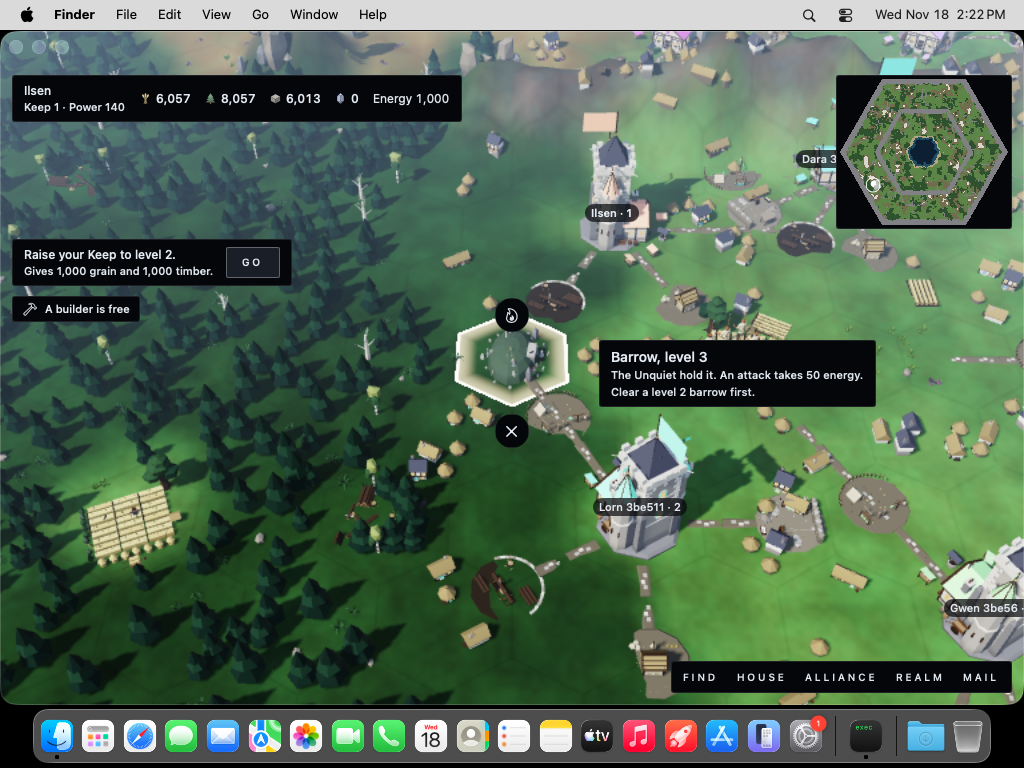 Finder File Edit View Go Window Help Wed Nov 18 2:22 PM
Ilsen
Keep 1 · Power 140
6,057 8,057 6,013 0 Energy 1,000
Dara 3
Ilsen · 1
Raise your Keep to level 2.
Gives 1,000 grain and 1,000 timber.
GO
A builder is free
Barrow, level 3
The Unquiet hold it. An attack takes 50 energy.
Clear a level 2 barrow first.
Lorn 3be511 · 2
Gwen 3be56 ·
FIND HOUSE ALLIANCE REALM MAIL
Wed
18
tv
1
exec